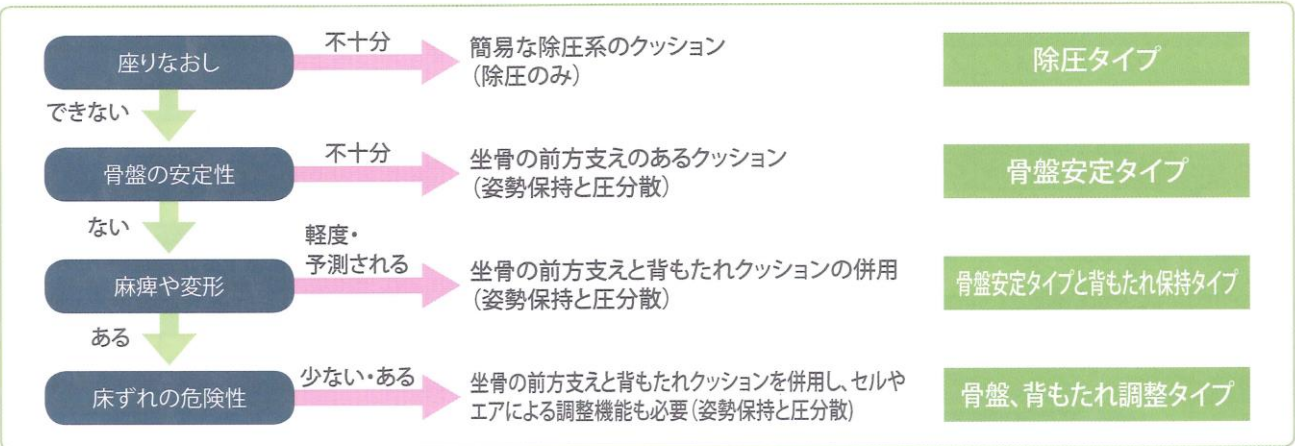 座りなおし
不十分
簡易な除圧系のクッション
(除圧のみ)
除圧タイプ
できない
骨盤の安定性
不十分
坐骨の前方支えのあるクッション
(姿勢保持と圧分散)
骨盤安定タイプ
ない
麻痺や変形
軽度・
予測される
坐骨の前方支えと背もたれクッションの併用
(姿勢保持と圧分散)
骨盤安定タイプと背もたれ保持タイプ
ある
床ずれの危険性
少ない・ある
坐骨の前方支えと背もたれクッションを併用し、セルや
エアによる調整機能も必要(姿勢保持と圧分散)
骨盤、背もたれ調整タイプ